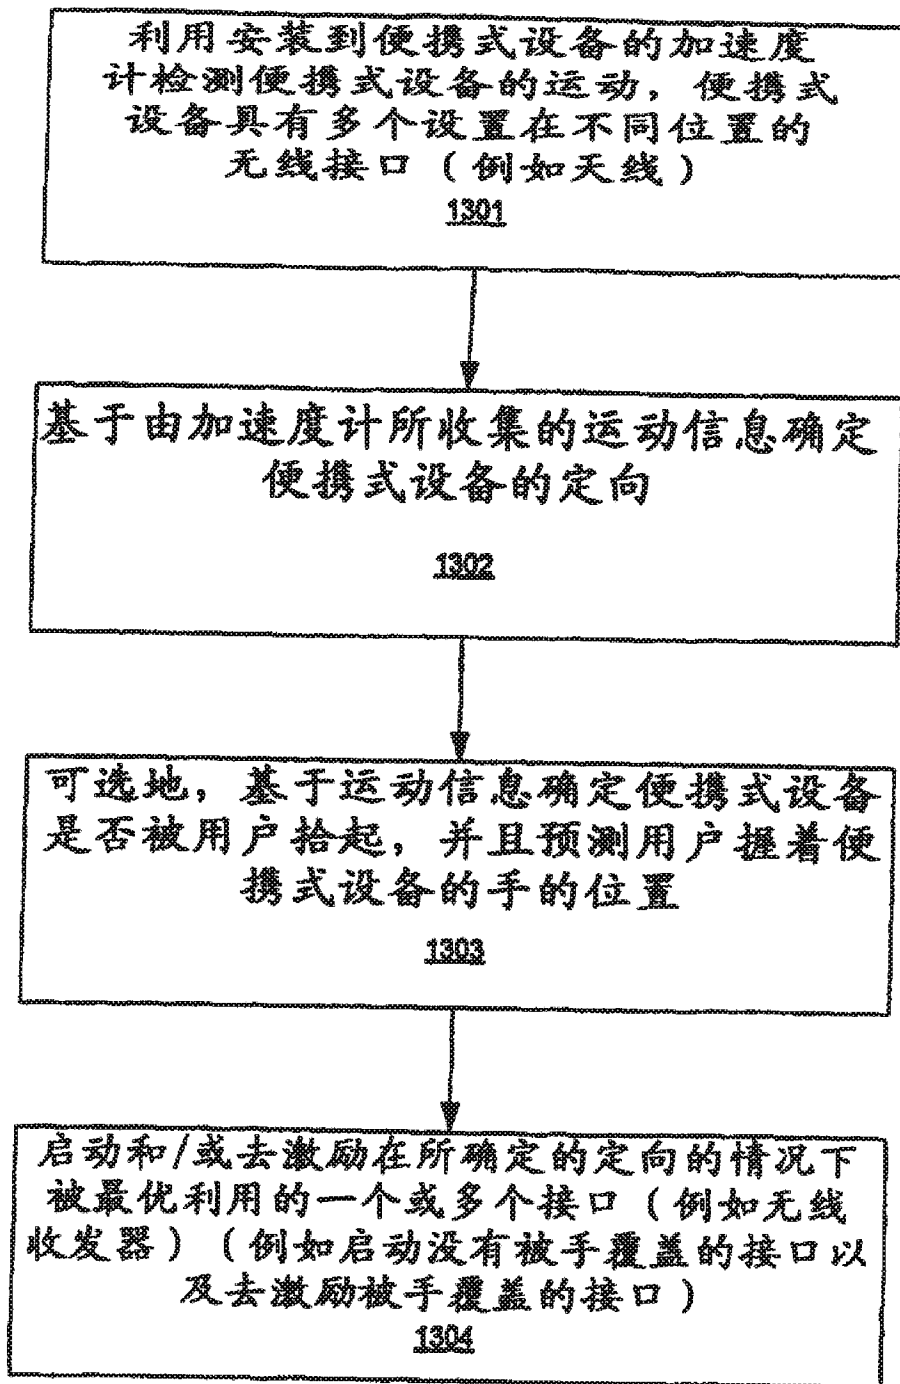 利用安装到便携式设备的加速度
计检测便携式设备的运动，便携式
设备具有多个设置在不同位置的
无线接口（例如天线）
1301
基于由加速度计所收集的运动信息确定
便携式设备的定向
1302
可选地，基于运动信息确定便携式设备
是否被用户拾起，并且预测用户握着便
携式设备的手的位置
1303
启动和/或去激励在所确定的定向的情况下
被最优利用的一个或多个接口（例如无线
收发器）（例如启动没有被手覆盖的接口以
及去激励被手覆盖的接口）
1304